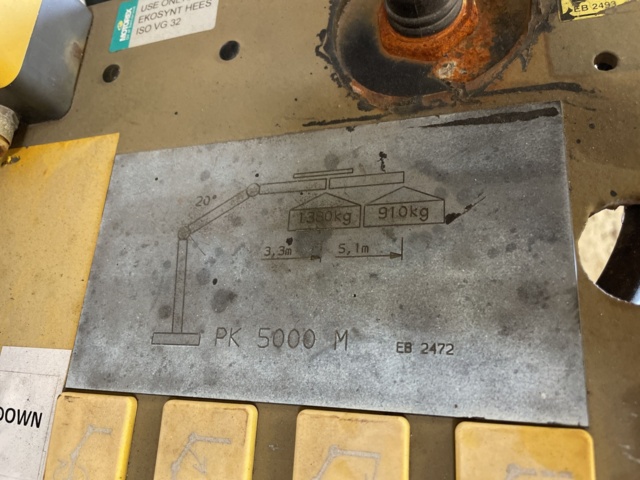 MOTOREX
USE ONLY
EKOSYNT HEES
ISO VG 32
EB 2493
20°
1350kg
910kg
3,3m
5,1m
PK 5000 M
EB 2472
DOWN